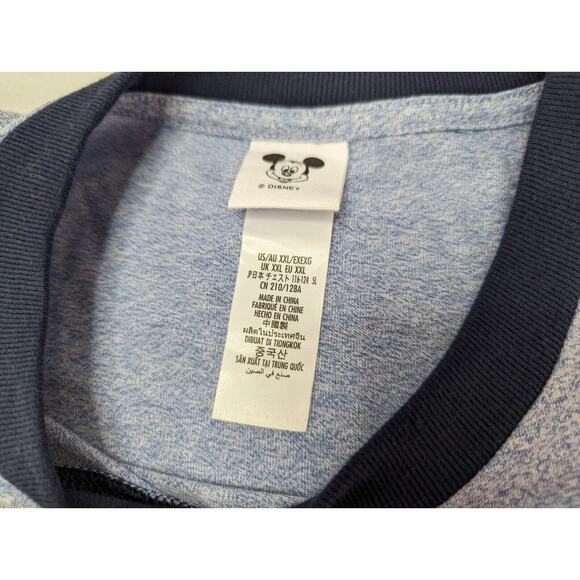 © DISNEY
US/AU XXL/EXEXG
UK XXL EU XXL
JP日本 チェスト 116-124 5L
CN 210/128A
MADE IN CHINA
FABRIQUÉ EN CHINE
HECHO EN CHINA
中國製
ผลิตในประเทศจีน
DIBUAT DI TIONGKOK
중국산
SẢN XUẤT TẠI TRUNG QUỐC
صنع في الصين